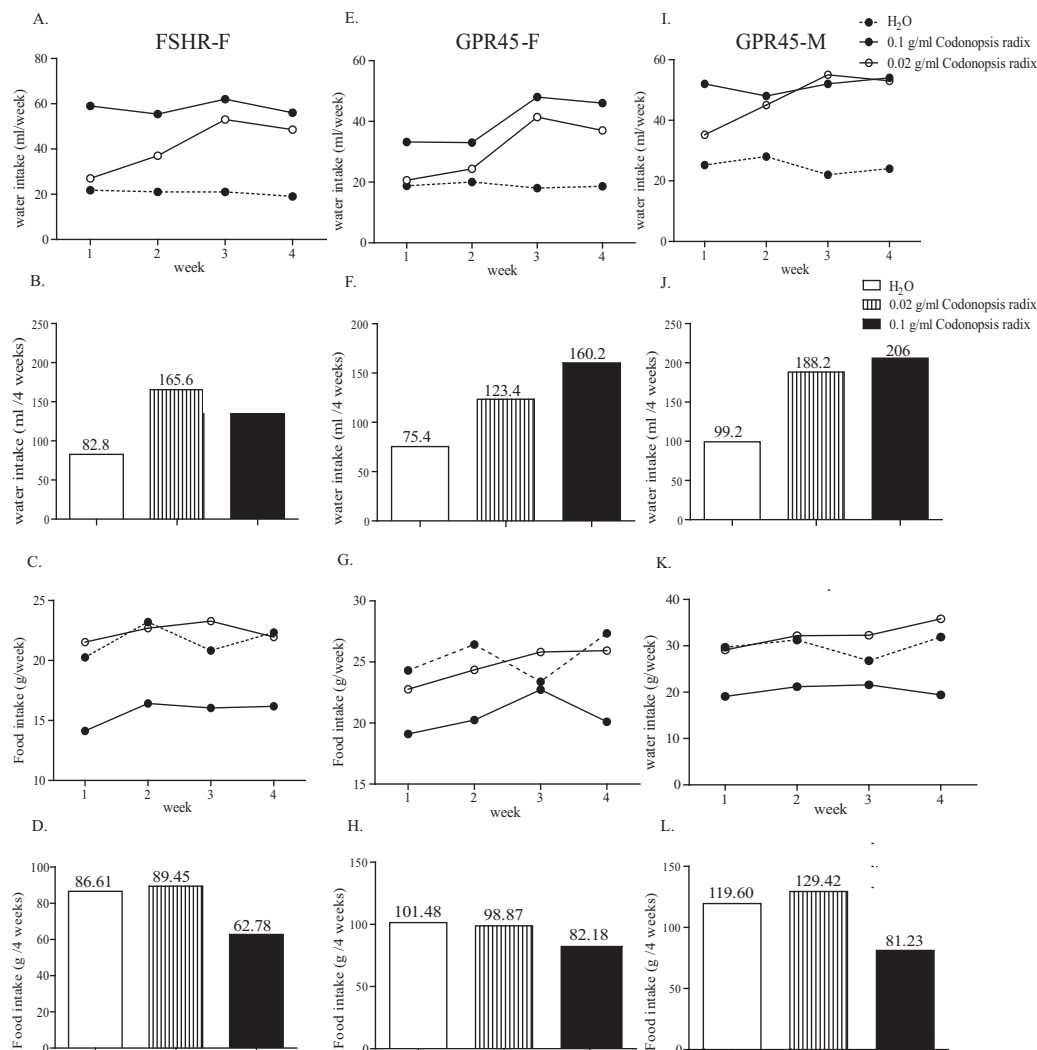 A.
FSHR-F
water intake (ml/week)
80
60
40
20
0
1 2 3 4
week
E.
GPR45-F
water intake (ml/week)
60
40
20
0
1 2 3 4
week
I.
GPR45-M
H₂O
0.1 g/ml Codonopsis radix
0.02 g/ml Codonopsis radix
water intake (ml/week)
60
40
20
0
1 2 3 4
week
B.
water intake (ml /4 weeks)
250
200
150
100
50
0
82.8
165.6
F.
water intake (ml /4 weeks)
200
150
100
50
0
75.4
123.4
160.2
J.
H₂O
0.02 g/ml Codonopsis radix
0.1 g/ml Codonopsis radix
water intake (ml /4 weeks)
250
200
150
100
50
0
99.2
188.2
206
C.
Food intake (g/week)
25
20
15
10
1 2 3 4
week
G.
Food intake (g/week)
30
25
20
15
1 2 3 4
week
K.
water intake (g/week)
40
30
20
10
0
1 2 3 4
week
D.
Food intake (g /4 weeks)
100
80
60
40
20
0
86.61
89.45
62.78
H.
Food intake (g /4 weeks)
150
100
50
0
101.48
98.87
82.18
L.
Food intake (g /4 weeks)
150
100
50
0
119.60
129.42
81.23